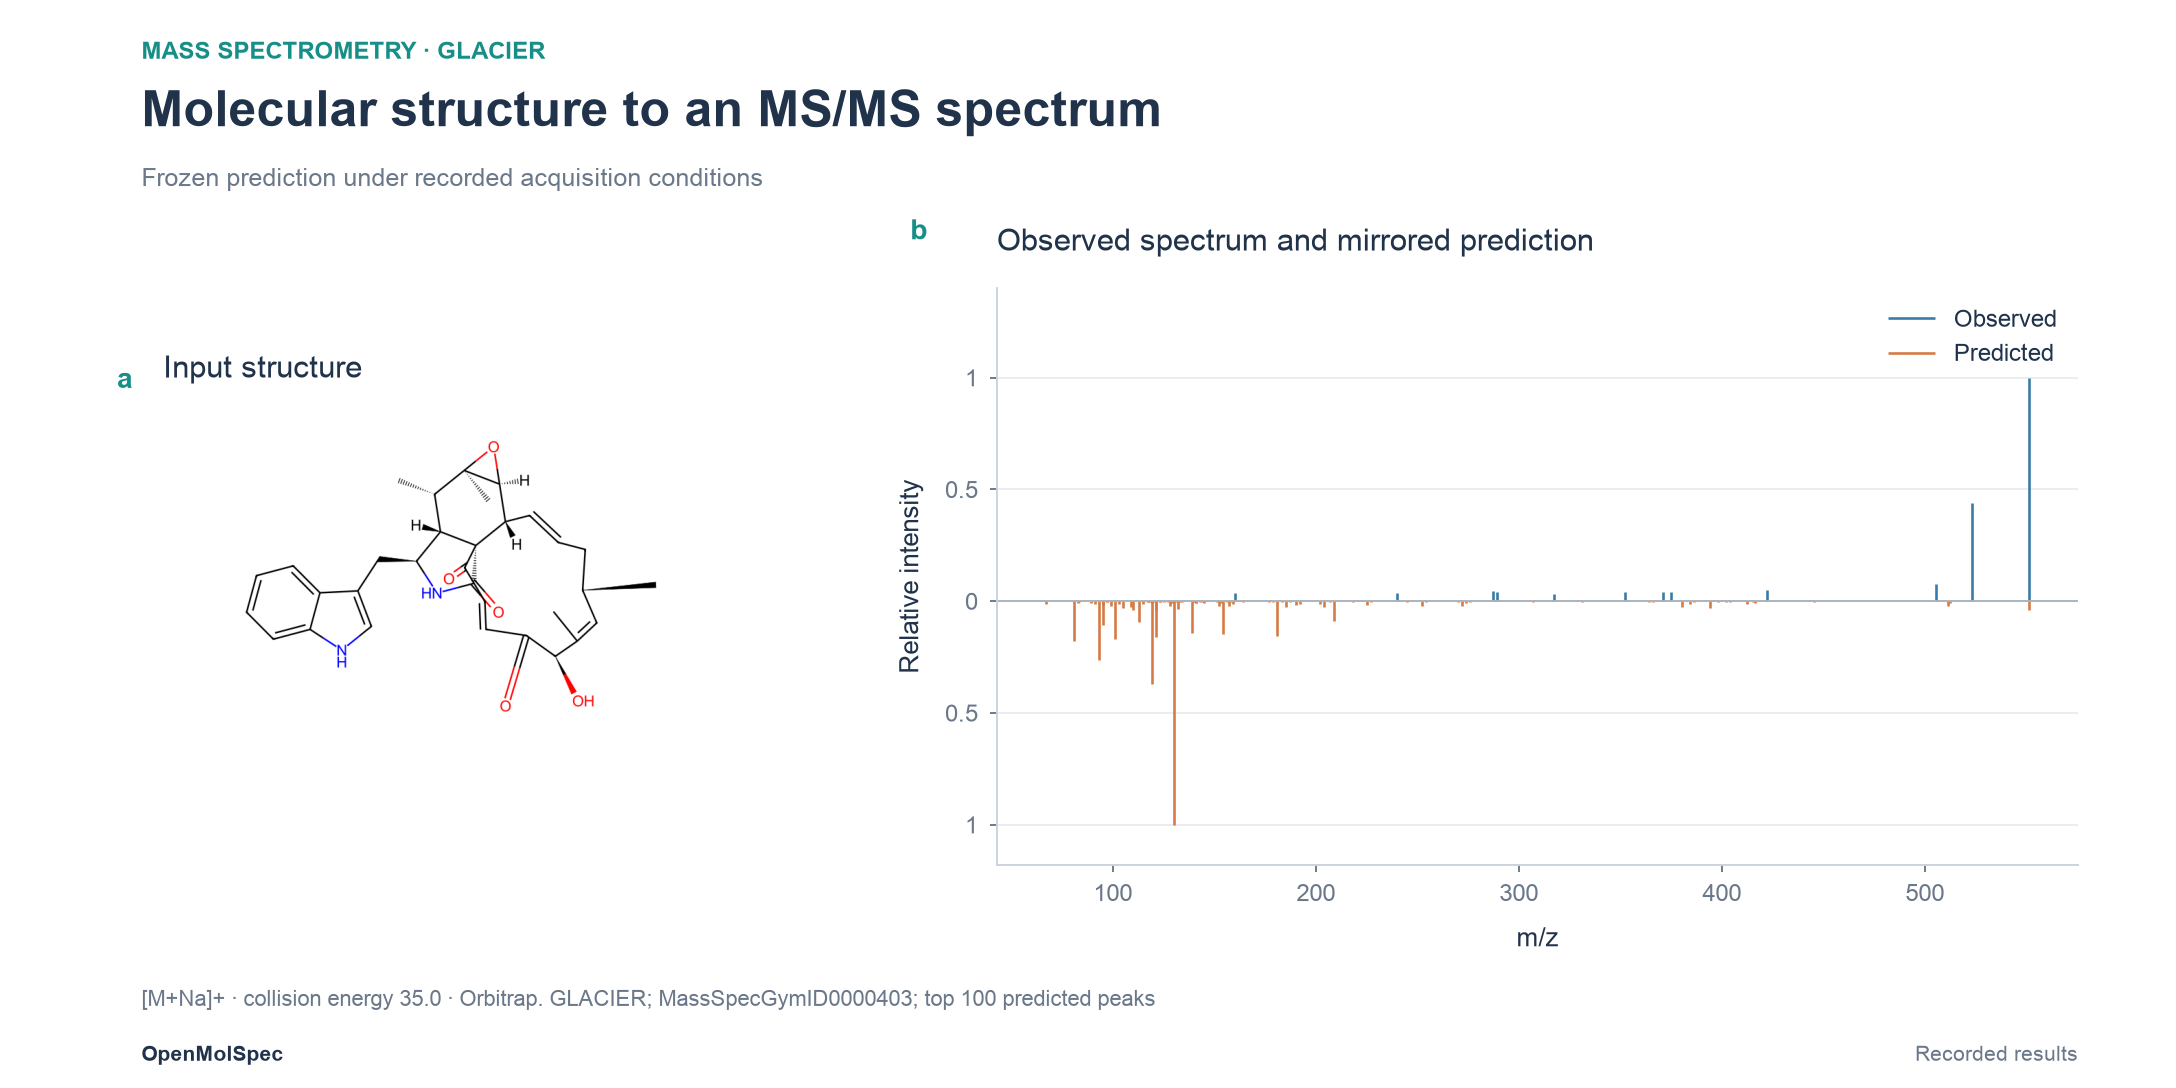 MASS SPECTROMETRY · GLACIER
Molecular structure to an MS/MS spectrum
Frozen prediction under recorded acquisition conditions
a
Input structure
O
H
H
H
O
HN
O
N
H
O
OH
b
Observed spectrum and mirrored prediction
Observed
Predicted
Relative intensity
1
0.5
0
0.5
1
100 200 300 400 500
m/z
[M+Na]+ · collision energy 35.0 · Orbitrap. GLACIER; MassSpecGymID0000403; top 100 predicted peaks
OpenMolSpec
Recorded results